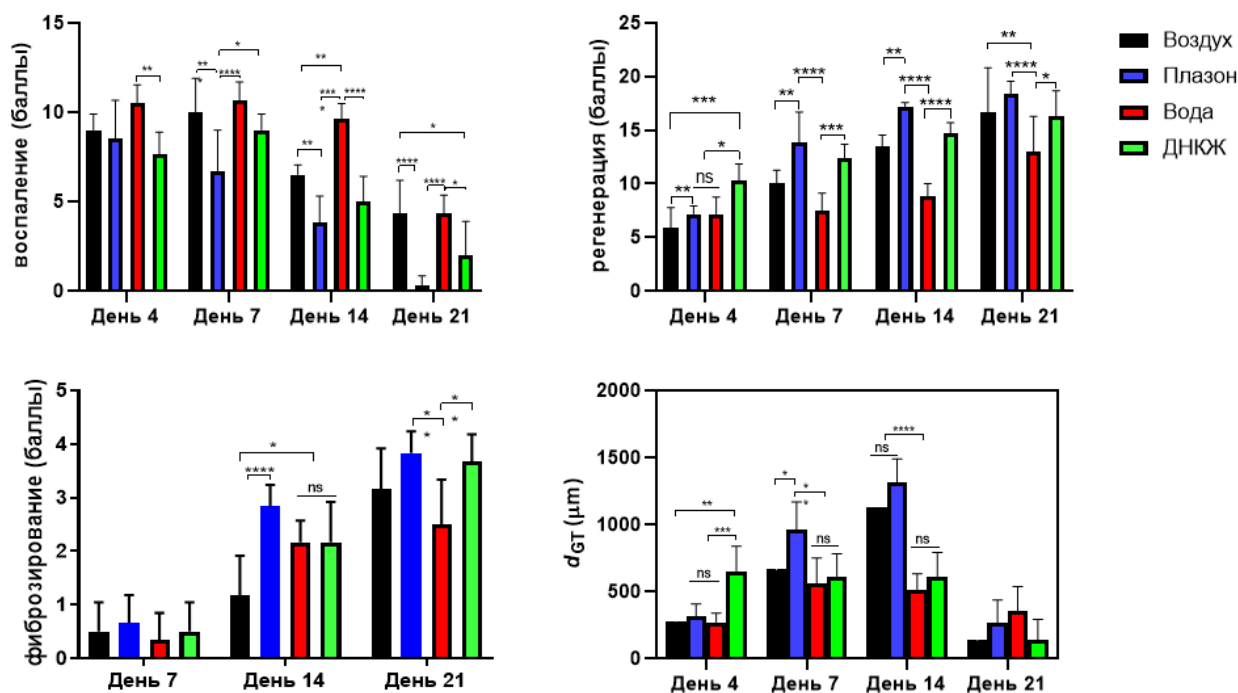 воспаление (баллы)
15
10
5
0
**
**
*
****
*
**
**
*
***
****
****
****
*
*
День 4
День 7
День 14
День 21
регенерация (баллы)
25
20
15
10
5
0
***
*
**
ns
**
****
***
**
****
****
**
****
*
День 4
День 7
День 14
День 21
Воздух
Плазон
Вода
ДНКЖ
фиброзирование (баллы)
5
4
3
2
1
0
*
****
ns
*
*
*
*
День 7
День 14
День 21
dGT (µm)
2000
1500
1000
500
0
**
***
ns
*
*
*
ns
ns
****
ns
День 4
День 7
День 14
День 21